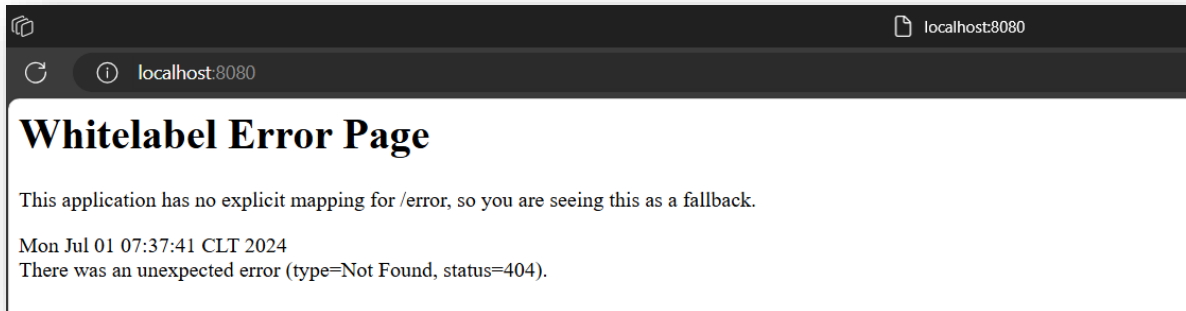 localhost:8080
localhost:8080
Whitelabel Error Page
This application has no explicit mapping for /error, so you are seeing this as a fallback.
Mon Jul 01 07:37:41 CLT 2024
There was an unexpected error (type=Not Found, status=404).